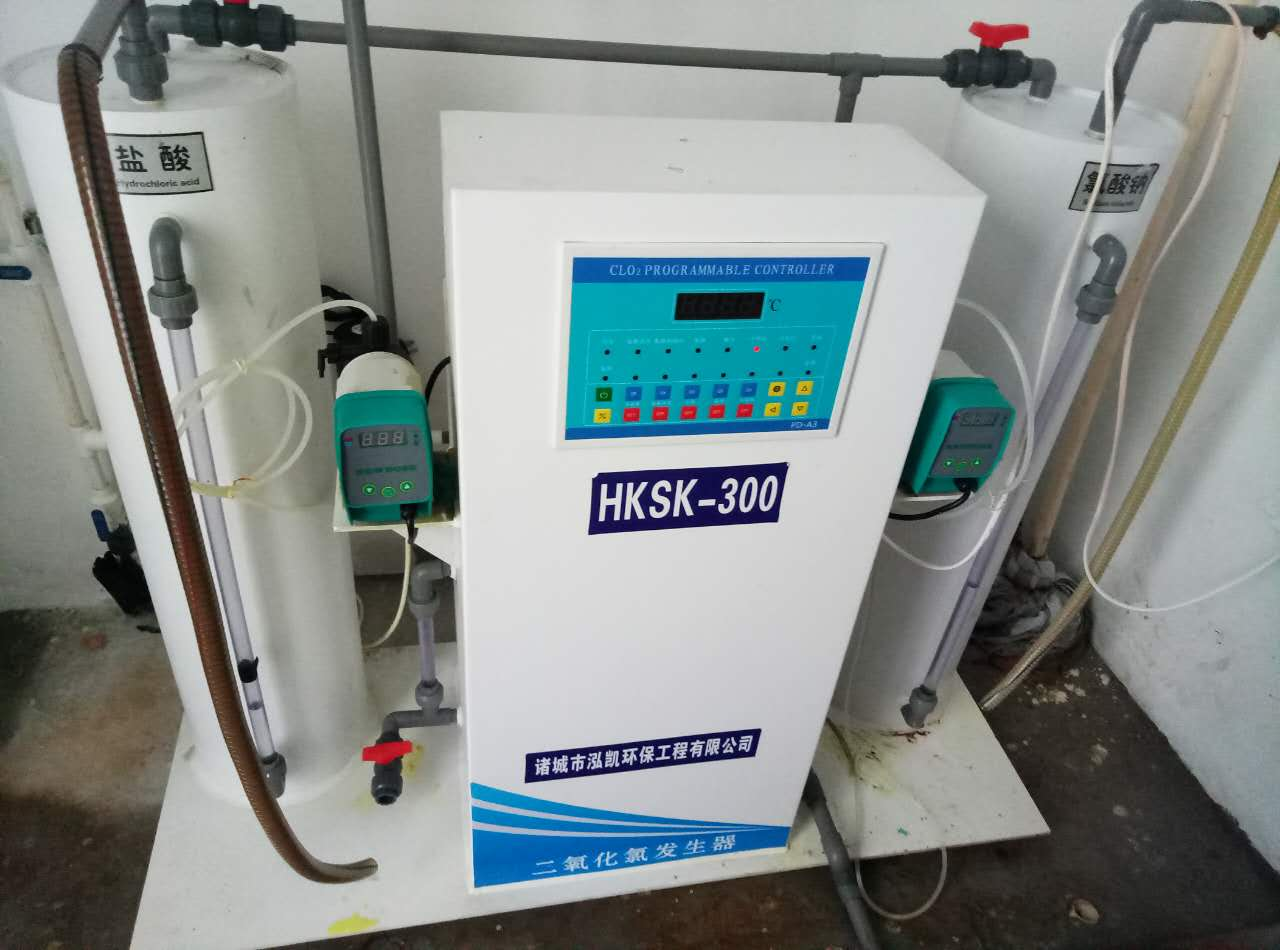 盐酸
Hydrochloric acid
氯酸钠
CLO2 PROGRAMMABLE CONTROLLER
℃
PD-A3
HKSK-300
诸城市泓凯环保工程有限公司
二氧化氯发生器